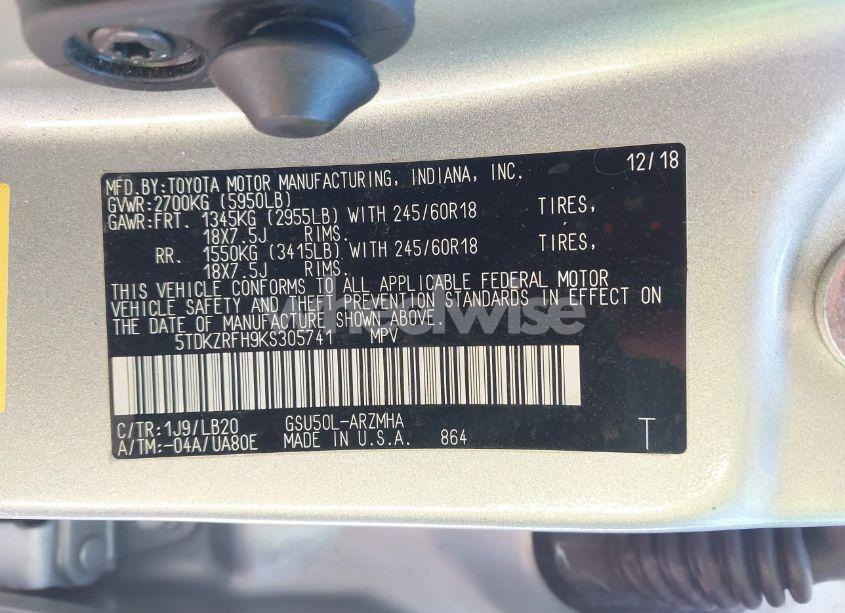 12/18
MFD.BY:TOYOTA MOTOR MANUFACTURING, INDIANA, INC.
GVWR:2700KG (5950LB)
GAWR:FRT. 1345KG (2955LB) WITH 245/60R18 TIRES,
18X7.5J RIMS.
RR. 1550KG (3415LB) WITH 245/60R18 TIRES,
18X7.5J RIMS.
THIS VEHICLE CONFORMS TO ALL APPLICABLE FEDERAL MOTOR
VEHICLE SAFETY AND THEFT PREVENTION STANDARDS IN EFFECT ON
THE DATE OF MANUFACTURE SHOWN ABOVE.
5TDKZRFH9KS305741 MPV
C/TR:1J9/LB20 GSU50L-ARZMHA
A/TM:-04A/UA80E MADE IN U.S.A. 864 T
wheelwise